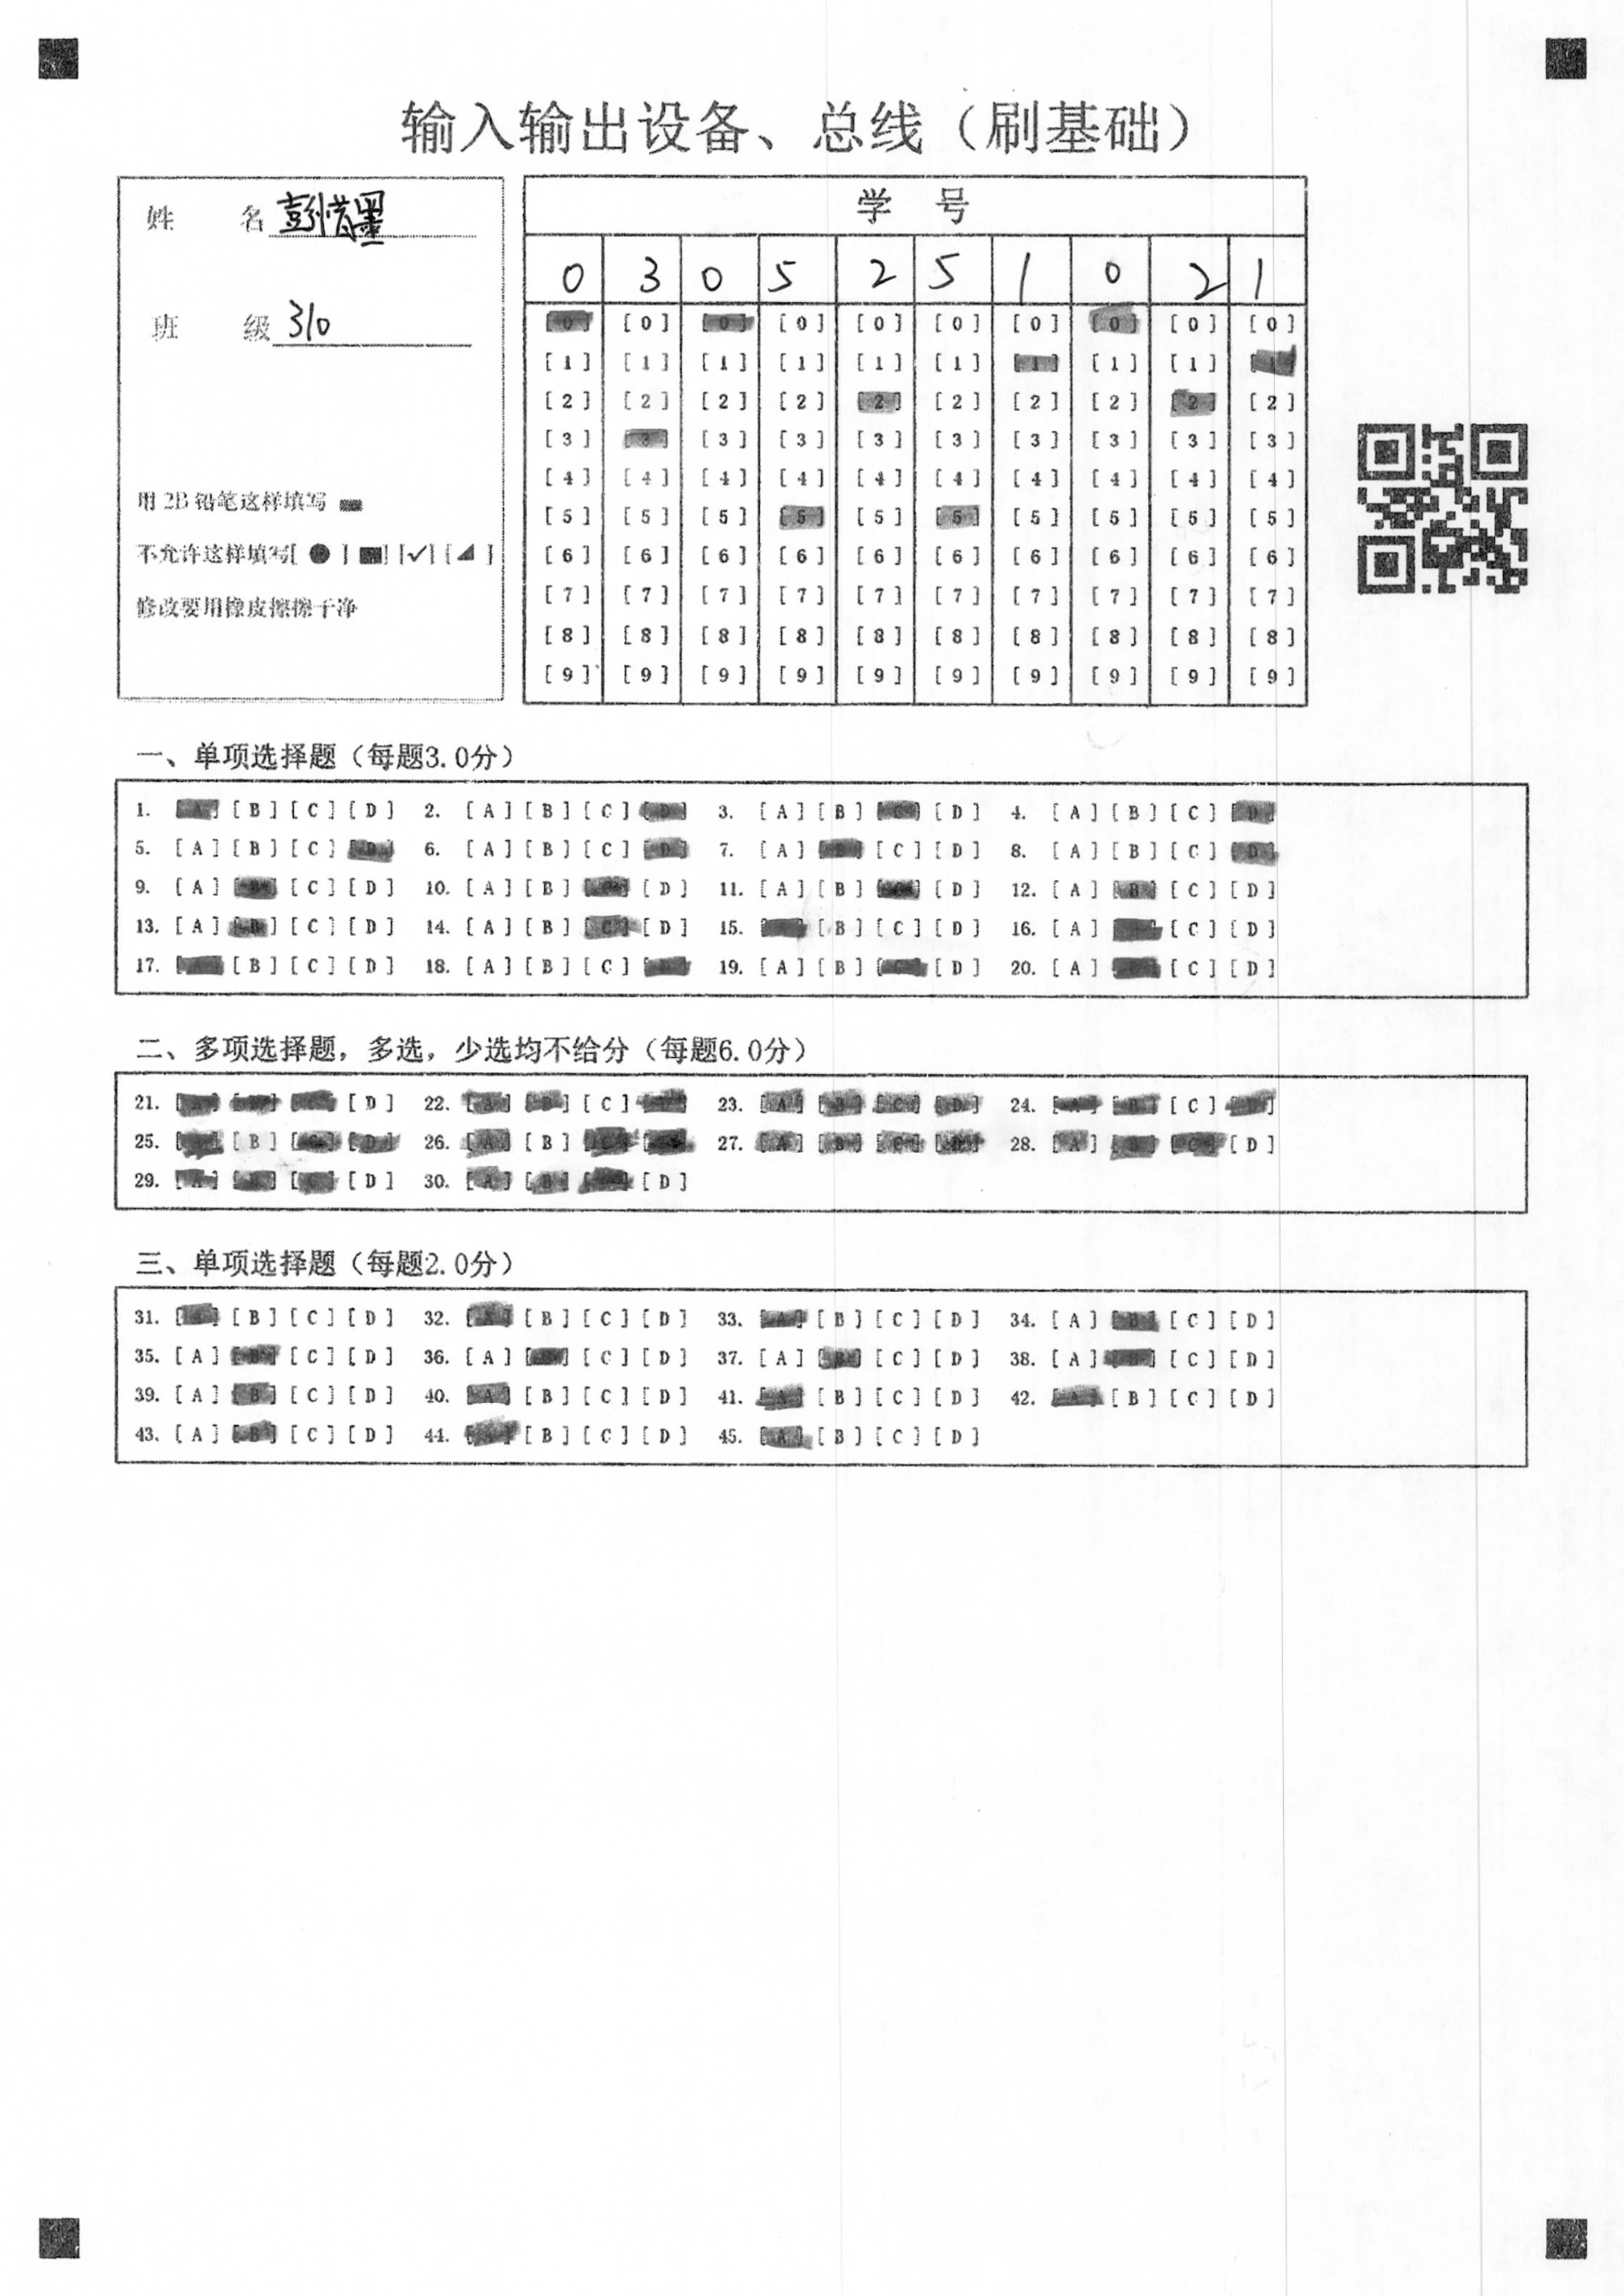 输入输出设备、总线（刷基础）
姓 名 彭惜墨
班 级 310
用 2B 铅笔这样填写
不允许这样填写[ ● ] [■] [✓] [◢ ]
修改要用橡皮擦擦干净
学 号
0 3 0 5 2 5 1 0 2 1
[0] [0] [0] [0] [0] [0] [0] [0] [0] [0]
[1] [1] [1] [1] [1] [1] [1] [1] [1] [1]
[2] [2] [2] [2] [2] [2] [2] [2] [2] [2]
[3] [3] [3] [3] [3] [3] [3] [3] [3] [3]
[4] [4] [4] [4] [4] [4] [4] [4] [4] [4]
[5] [5] [5] [5] [5] [5] [5] [5] [5] [5]
[6] [6] [6] [6] [6] [6] [6] [6] [6] [6]
[7] [7] [7] [7] [7] [7] [7] [7] [7] [7]
[8] [8] [8] [8] [8] [8] [8] [8] [8] [8]
[9] [9] [9] [9] [9] [9] [9] [9] [9] [9]
一、单项选择题（每题3.0分）
1. [A] [B] [C] [D] 2. [A] [B] [C] [D] 3. [A] [B] [C] [D] 4. [A] [B] [C] [D]
5. [A] [B] [C] [D] 6. [A] [B] [C] [D] 7. [A] [B] [C] [D] 8. [A] [B] [C] [D]
9. [A] [B] [C] [D] 10. [A] [B] [C] [D] 11. [A] [B] [C] [D] 12. [A] [B] [C] [D]
13. [A] [B] [C] [D] 14. [A] [B] [C] [D] 15. [A] [B] [C] [D] 16. [A] [B] [C] [D]
17. [A] [B] [C] [D] 18. [A] [B] [C] [D] 19. [A] [B] [C] [D] 20. [A] [B] [C] [D]
二、多项选择题，多选，少选均不给分（每题6.0分）
21. [A] [B] [C] [D] 22. [A] [B] [C] [D] 23. [A] [B] [C] [D] 24. [A] [B] [C] [D]
25. [A] [B] [C] [D] 26. [A] [B] [C] [D] 27. [A] [B] [C] [D] 28. [A] [B] [C] [D]
29. [A] [B] [C] [D] 30. [A] [B] [C] [D]
三、单项选择题（每题2.0分）
31. [A] [B] [C] [D] 32. [A] [B] [C] [D] 33. [A] [B] [C] [D] 34. [A] [B] [C] [D]
35. [A] [B] [C] [D] 36. [A] [B] [C] [D] 37. [A] [B] [C] [D] 38. [A] [B] [C] [D]
39. [A] [B] [C] [D] 40. [A] [B] [C] [D] 41. [A] [B] [C] [D] 42. [A] [B] [C] [D]
43. [A] [B] [C] [D] 44. [A] [B] [C] [D] 45. [A] [B] [C] [D]